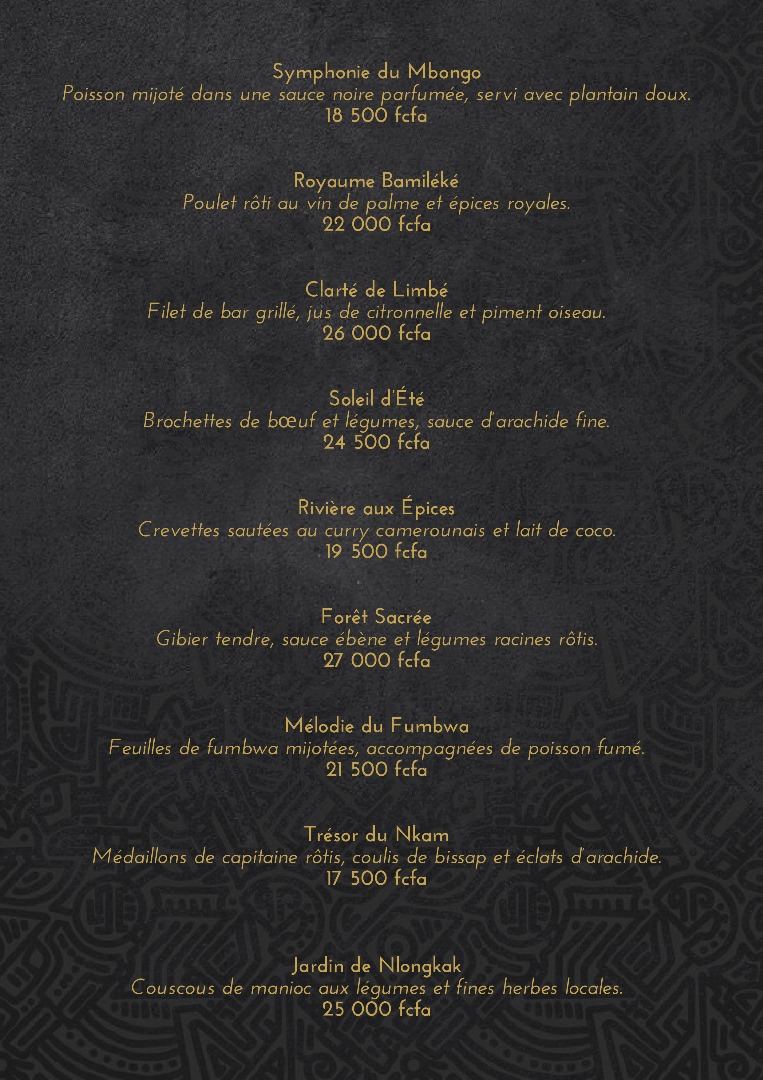 Symphonie du Mbongo
Poisson mijoté dans une sauce noire parfumée, servi avec plantain doux.
18 500 fcfa
Royaume Bamiléké
Poulet rôti au vin de palme et épices royales.
22 000 fcfa
Clarté de Limbé
Filet de bar grillé, jus de citronnelle et piment oiseau.
26 000 fcfa
Soleil d'Été
Brochettes de bœuf et légumes, sauce d'arachide fine.
24 500 fcfa
Rivière aux Épices
Crevettes sautées au curry camerounais et lait de coco.
19 500 fcfa
Forêt Sacrée
Gibier tendre, sauce ébène et légumes racines rôtis.
27 000 fcfa
Mélodie du Fumbwa
Feuilles de fumbwa mijotées, accompagnées de poisson fumé.
21 500 fcfa
Trésor du Nkam
Médaillons de capitaine rôtis, coulis de bissap et éclats d'arachide.
17 500 fcfa
Jardin de Nlongkak
Couscous de manioc aux légumes et fines herbes locales.
25 000 fcfa